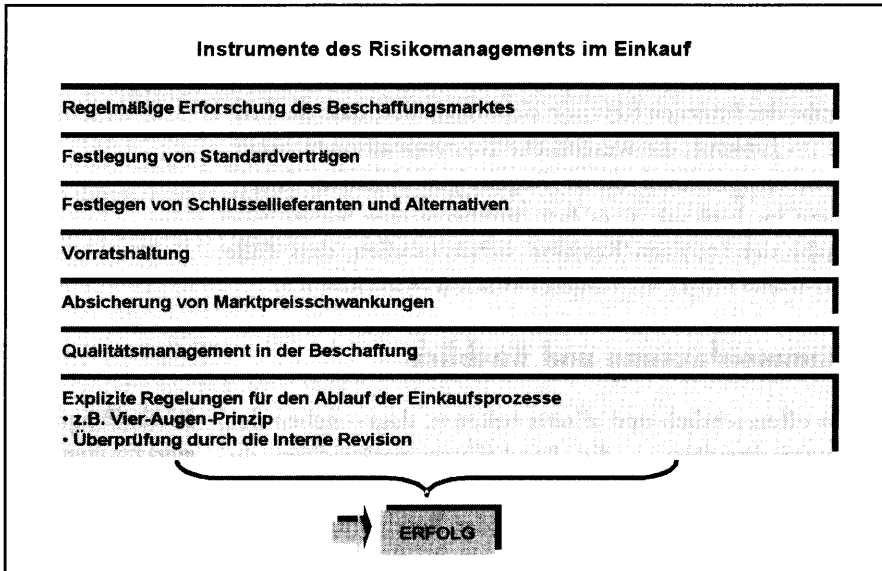 Instrumente des Risikomanagements im Einkauf
Regelmäßige Erforschung des Beschaffungsmarktes
Festlegung von Standardverträgen
Festlegen von Schlüssellieferanten und Alternativen
Vorratshaltung
Absicherung von Marktpreisschwankungen
Qualitätsmanagement in der Beschaffung
Explizite Regelungen für den Ablauf der Einkaufsprozesse
• z.B. Vier-Augen-Prinzip
• Überprüfung durch die Interne Revision
ERFOLG